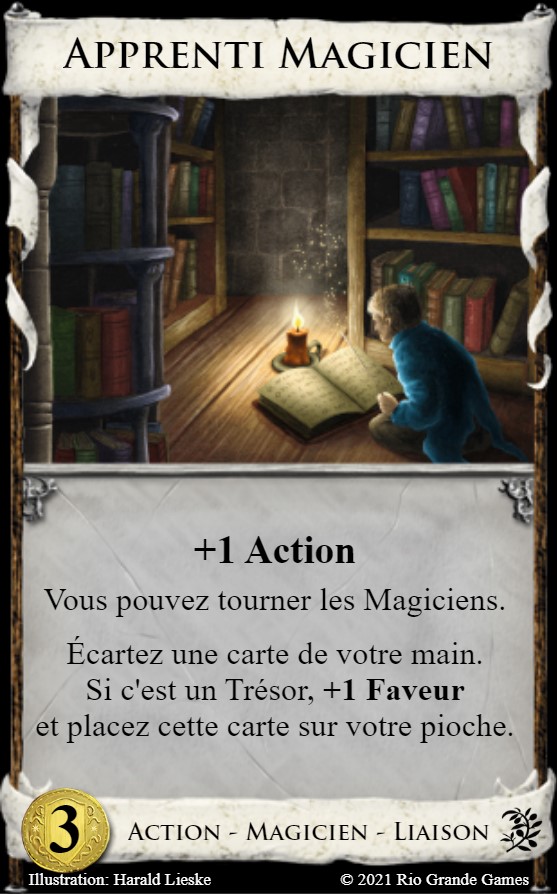 Apprenti Magicien
+1 Action
Vous pouvez tourner les Magiciens.
Écartez une carte de votre main.
Si c'est un Trésor, +1 Faveur
et placez cette carte sur votre pioche.
3
Action - Magicien - Liaison
Illustration: Harald Lieske
© 2021 Rio Grande Games